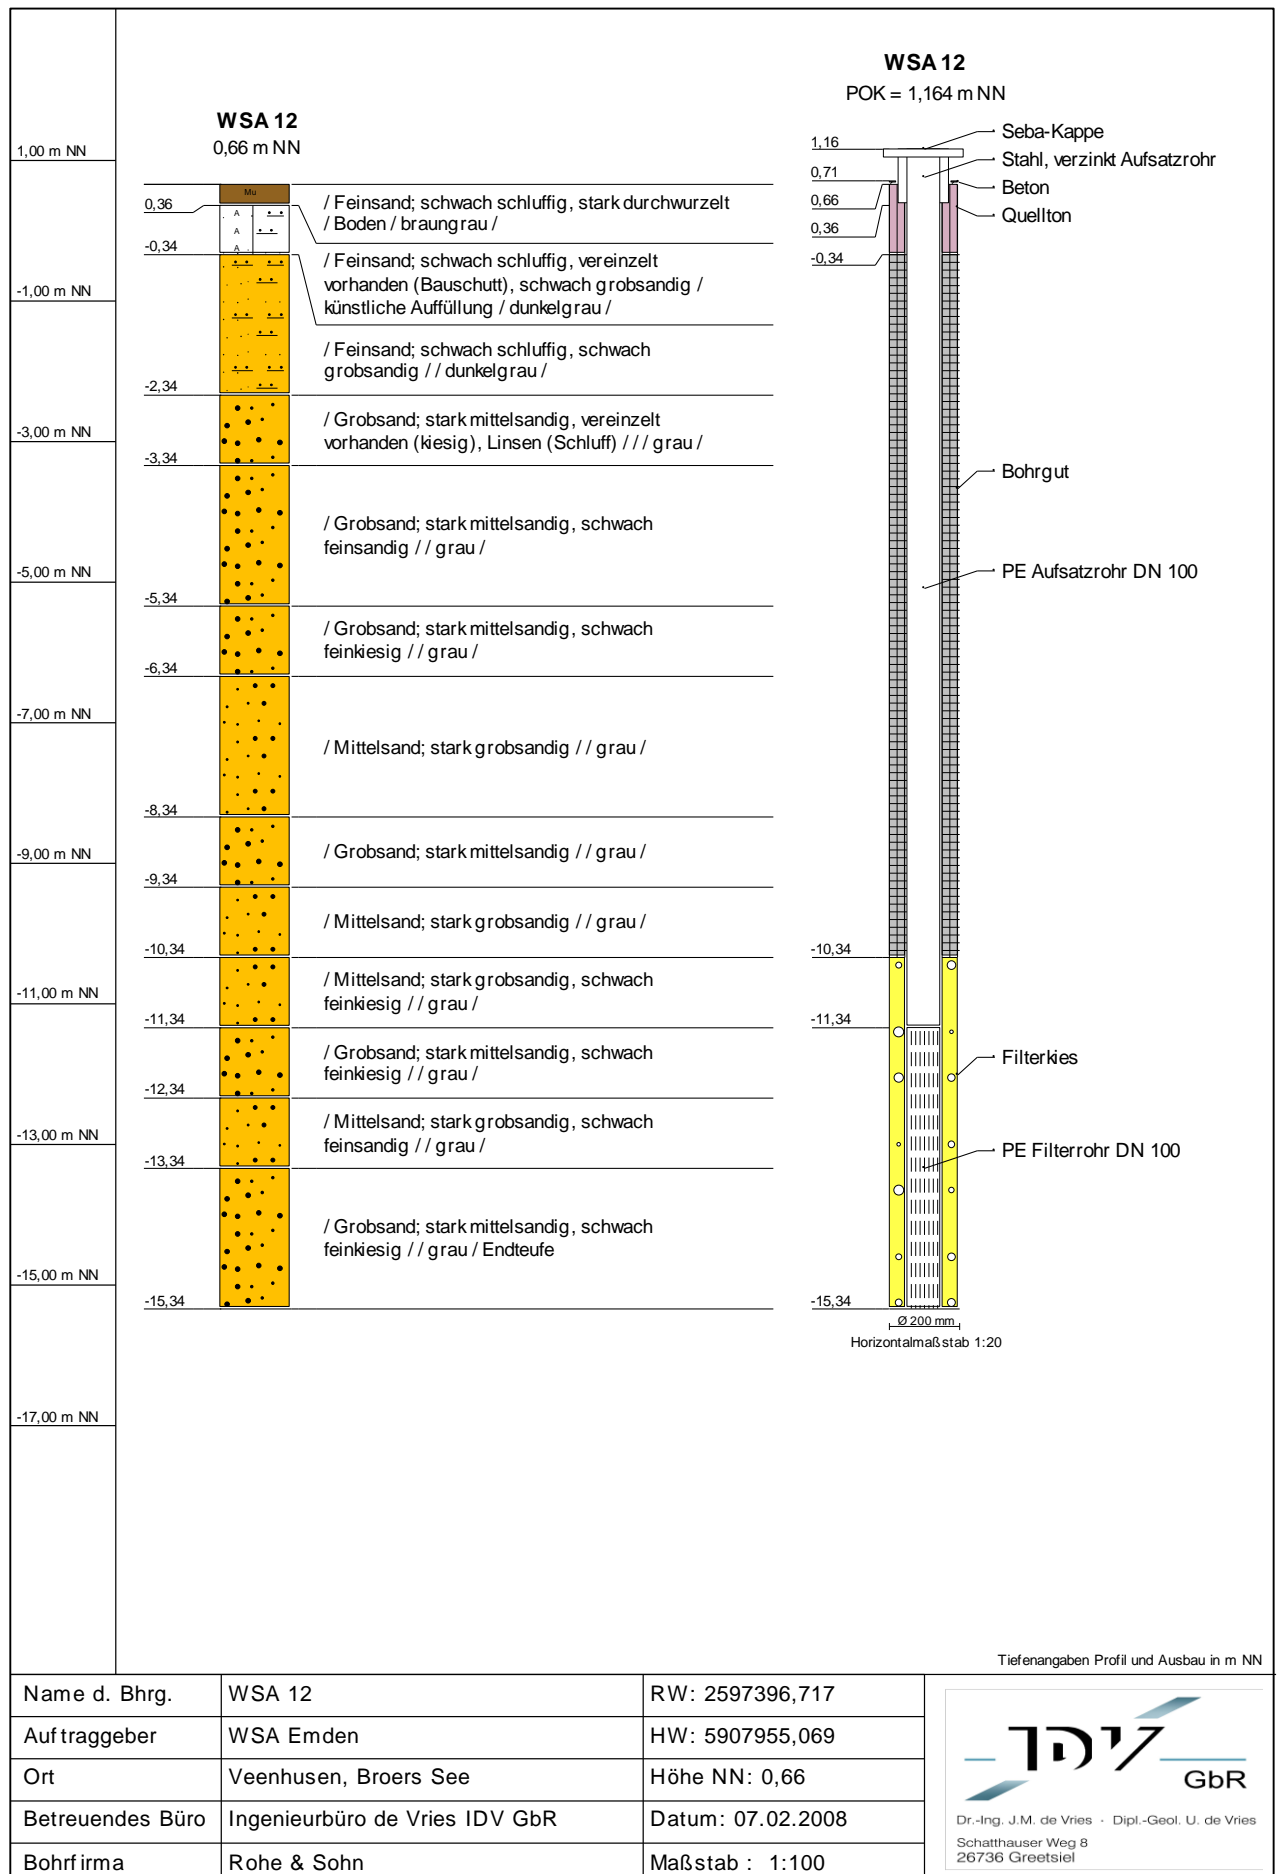 WSA 12
POK = 1,164 m NN
WSA 12
0,66 m NN
1,00 m NN
-1,00 m NN
-3,00 m NN
-5,00 m NN
-7,00 m NN
-9,00 m NN
-11,00 m NN
-13,00 m NN
-15,00 m NN
-17,00 m NN
0,36
-0,34
-2,34
-3,34
-5,34
-6,34
-8,34
-9,34
-10,34
-11,34
-12,34
-13,34
-15,34
Mu
A
A
A
/ Feinsand; schwach schluffig, stark durchwurzelt
/ Boden / braungrau /
/ Feinsand; schwach schluffig, vereinzelt
vorhanden (Bauschutt), schwach grobsandig /
künstliche Auffüllung / dunkelgrau /
/ Feinsand; schwach schluffig, schwach
grobsandig / / dunkelgrau /
/ Grobsand; stark mittelsandig, vereinzelt
vorhanden (kiesig), Linsen (Schluff) / / / grau /
/ Grobsand; stark mittelsandig, schwach
feinsandig / / grau /
/ Grobsand; stark mittelsandig, schwach
feinkiesig / / grau /
/ Mittelsand; stark grobsandig / / grau /
/ Grobsand; stark mittelsandig / / grau /
/ Mittelsand; stark grobsandig / / grau /
/ Mittelsand; stark grobsandig, schwach
feinkiesig / / grau /
/ Grobsand; stark mittelsandig, schwach
feinkiesig / / grau /
/ Mittelsand; stark grobsandig, schwach
feinsandig / / grau /
/ Grobsand; stark mittelsandig, schwach
feinkiesig / / grau / Endteufe
1,16
0,71
0,66
0,36
-0,34
-10,34
-11,34
-15,34
Seba-Kappe
Stahl, verzinkt Aufsatzrohr
Beton
Quellton
Bohrgut
PE Aufsatzrohr DN 100
Filterkies
PE Filterrohr DN 100
Ø 200 mm
Horizontalmaßstab 1:20
Tiefenangaben Profil und Ausbau in m NN
Name d. Bhrg. WSA 12 RW: 2597396,717
Auftraggeber WSA Emden HW: 5907955,069
Ort Veenhusen, Broers See Höhe NN: 0,66
Betreuendes Büro Ingenieurbüro de Vries IDV GbR Datum: 07.02.2008
Bohrfirma Rohe & Sohn Maßstab : 1:100
IDV
GbR
Dr.-Ing. J.M. de Vries · Dipl.-Geol. U. de Vries
Schatthauser Weg 8
26736 Greetsiel